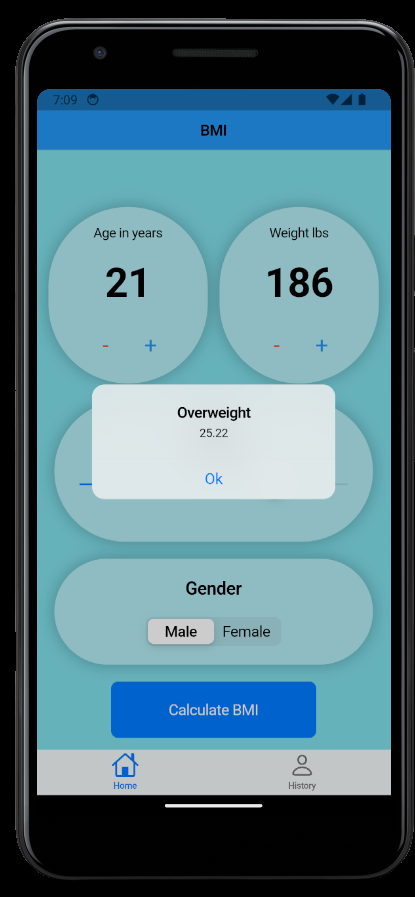 7:09
BMI
Age in years
Weight lbs
21
186
- +
- +
Overweight
25.22
Ok
Gender
Male Female
Calculate BMI
Home
History